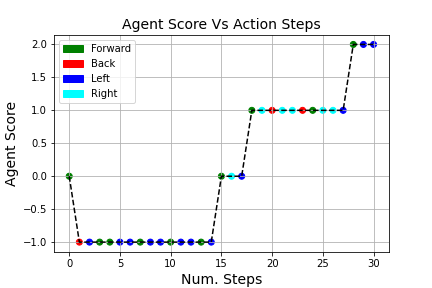 Agent Score Vs Action Steps
2.0
1.5
1.0
0.5
0.0
−0.5
−1.0
Agent Score
Forward
Back
Left
Right
0 5 10 15 20 25 30
Num. Steps